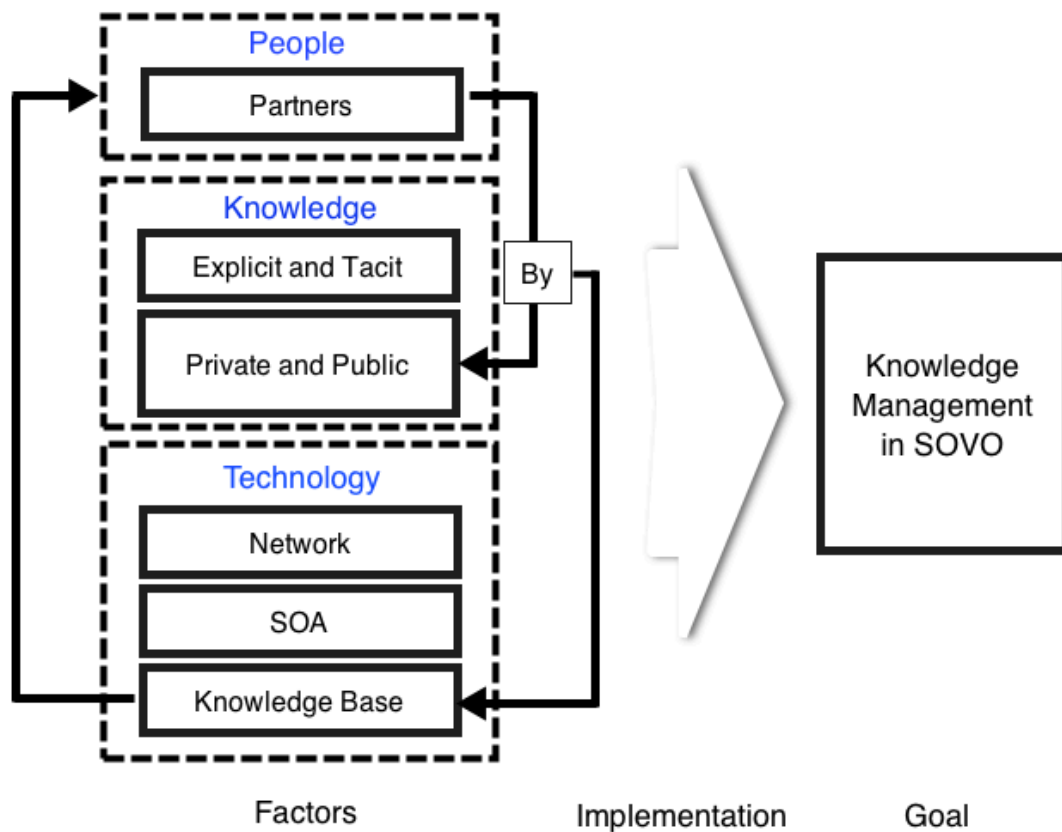 People
Partners
Knowledge
Explicit and Tacit
By
Private and Public
Technology
Network
SOA
Knowledge Base
Knowledge
Management
in SOVO
Factors
Implementation
Goal